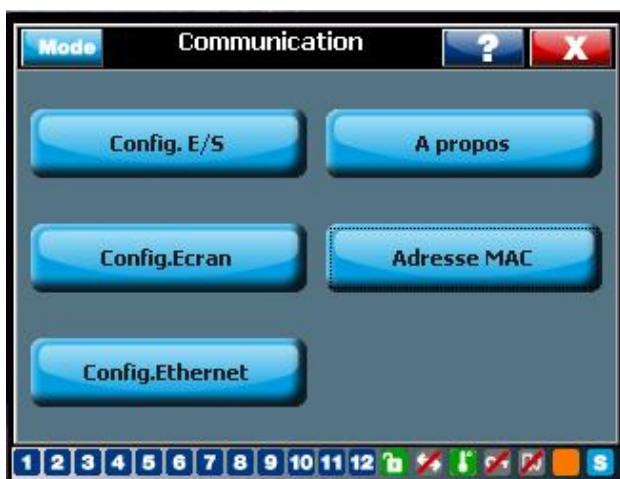 Mode Communication ? X
Config. E/S A propos
Config.Ecran Adresse MAC
Config.Ethernet
1 2 3 4 5 6 7 8 9 10 11 12 S